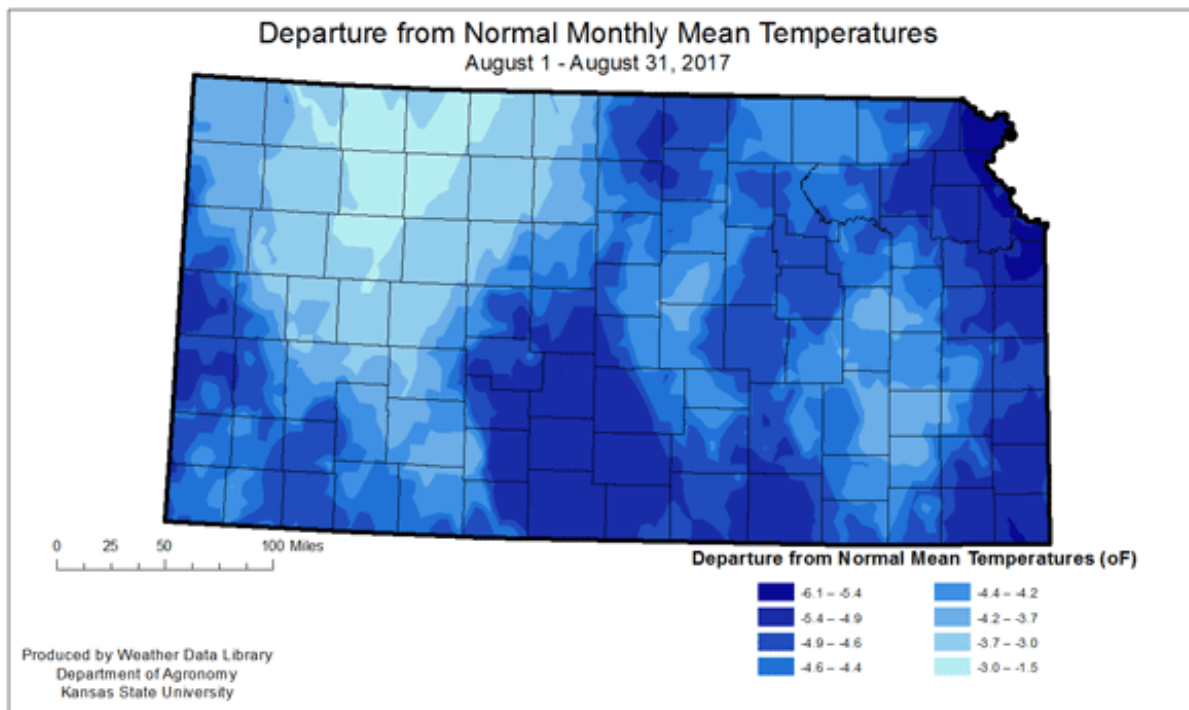 Departure from Normal Monthly Mean Temperatures
August 1 - August 31, 2017
0 25 50 100 Miles
Departure from Normal Mean Temperatures (oF)
-6.1 – -5.4
-5.4 – -4.9
-4.9 – -4.6
-4.6 – -4.4
-4.4 – -4.2
-4.2 – -3.7
-3.7 – -3.0
-3.0 – -1.5
Produced by Weather Data Library
Department of Agronomy
Kansas State University